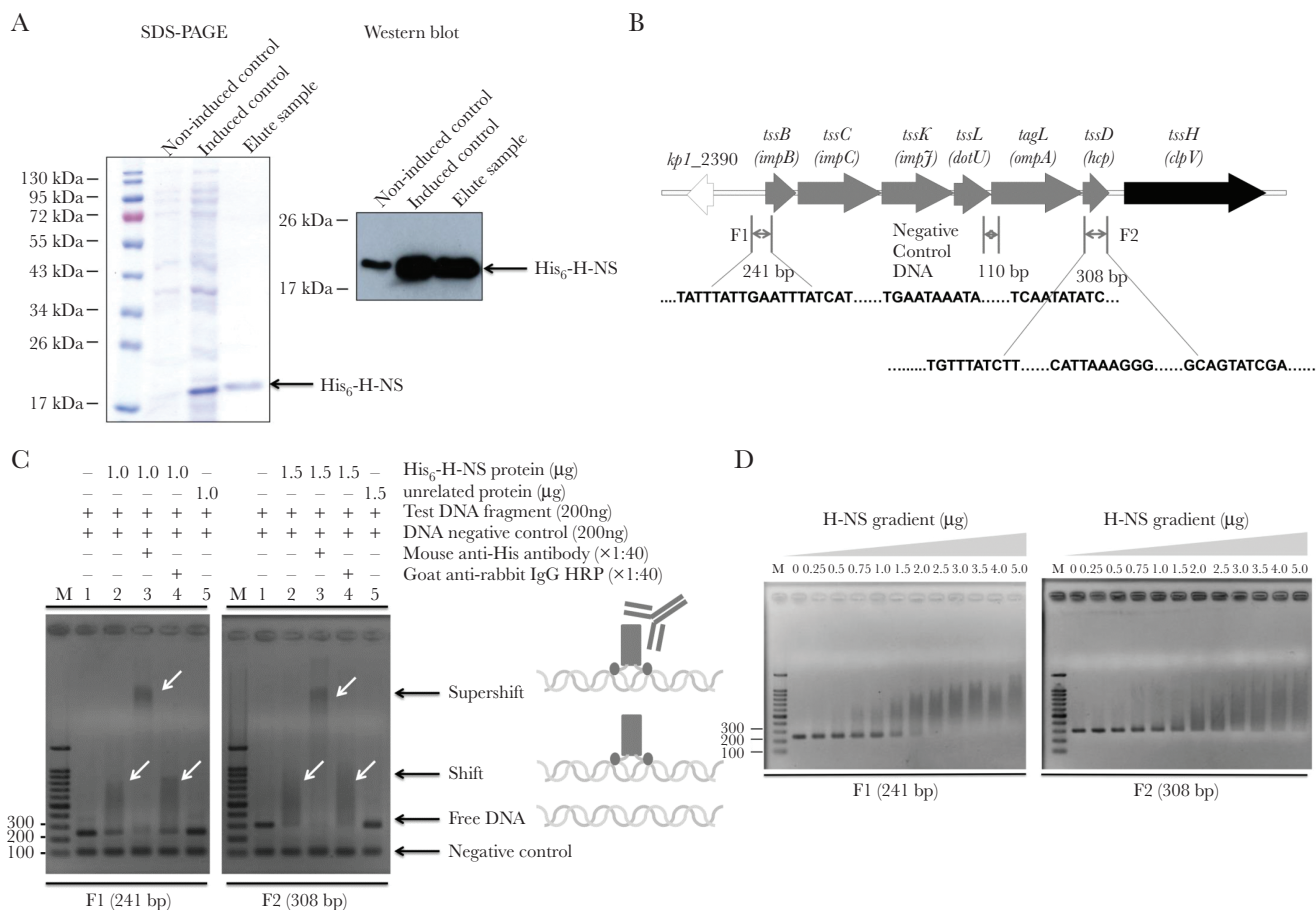 A
SDS-PAGE
Non-induced control
Induced control
Elute sample
130 kDa
95 kDa
72 kDa
55 kDa
43 kDa
34 kDa
26 kDa
17 kDa
His6-H-NS
Western blot
Non-induced control
Induced control
Elute sample
26 kDa
17 kDa
His6-H-NS
B
tssB tssC tssK tssL tagL tssD tssH
kp1_2390 (impB) (impC) (impJ) (dotU) (ompA) (hcp) (clpV)
F1 Negative Control DNA F2
241 bp 110 bp 308 bp
....TATTTATTGAATTTATCAT......TGAATAAATA......TCAATATATC...
.........TGTTTATCTT......CATTAAAGGG......GCAGTATCGA......
C
– 1.0 1.0 1.0 – – 1.5 1.5 1.5 – His6-H-NS protein (μg)
– – – – 1.0 – – – – 1.5 unrelated protein (μg)
+ + + + + + + + + + Test DNA fragment (200ng)
+ + + + + + + + + + DNA negative control (200ng)
– – + – – – – + – – Mouse anti-His antibody (×1:40)
– – – + – – – – + – Goat anti-rabbit IgG HRP (×1:40)
M 1 2 3 4 5 M 1 2 3 4 5
Supershift
Shift
Free DNA
Negative control
300
200
100
F1 (241 bp) F2 (308 bp)
D
H-NS gradient (μg) H-NS gradient (μg)
M 0 0.25 0.5 0.75 1.0 1.5 2.0 2.5 3.0 3.5 4.0 5.0 M 0 0.25 0.5 0.75 1.0 1.5 2.0 2.5 3.0 3.5 4.0 5.0
300
200
100
F1 (241 bp) F2 (308 bp)